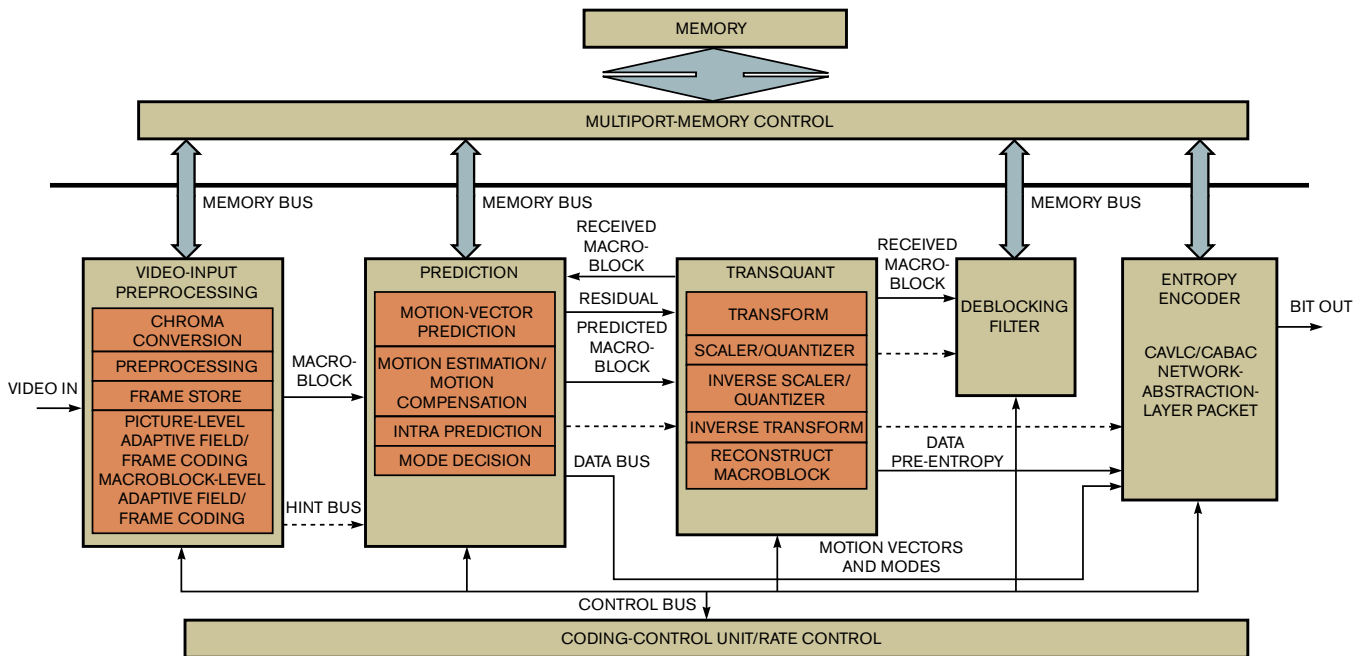 MEMORY
MULTIPORT-MEMORY CONTROL
MEMORY BUS
MEMORY BUS
MEMORY BUS
VIDEO IN
VIDEO-INPUT
PREPROCESSING
CHROMA
CONVERSION
PREPROCESSING
FRAME STORE
PICTURE-LEVEL
ADAPTIVE FIELD/
FRAME CODING
MACROBLOCK-LEVEL
ADAPTIVE FIELD/
FRAME CODING
MACRO-
BLOCK
HINT BUS
PREDICTION
MOTION-VECTOR
PREDICTION
MOTION ESTIMATION/
MOTION
COMPENSATION
INTRA PREDICTION
MODE DECISION
RECEIVED
MACRO-
BLOCK
RESIDUAL
PREDICTED
MACRO-
BLOCK
DATA BUS
TRANSQUANT
TRANSFORM
SCALER/QUANTIZER
INVERSE SCALER/
QUANTIZER
INVERSE TRANSFORM
RECONSTRUCT
MACROBLOCK
RECEIVED
MACRO-
BLOCK
DEBLOCKING
FILTER
DATA
PRE-ENTROPY
MOTION VECTORS
AND MODES
ENTROPY
ENCODER
CAVLC/CABAC
NETWORK-
ABSTRACTION-
LAYER PACKET
BIT OUT
CONTROL BUS
CODING-CONTROL UNIT/RATE CONTROL